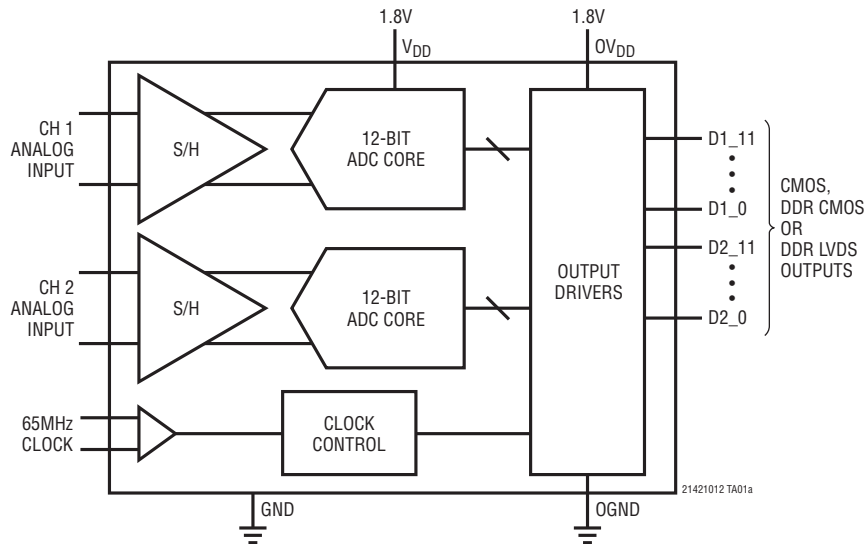 1.8V
1.8V
VDD
OVDD
CH 1
ANALOG
INPUT
S/H
12-BIT
ADC CORE
D1_11
D1_0
D2_11
D2_0
CMOS,
DDR CMOS
OR
DDR LVDS
OUTPUTS
OUTPUT
DRIVERS
CH 2
ANALOG
INPUT
S/H
12-BIT
ADC CORE
65MHz
CLOCK
CLOCK
CONTROL
GND
OGND
21421012 TA01a